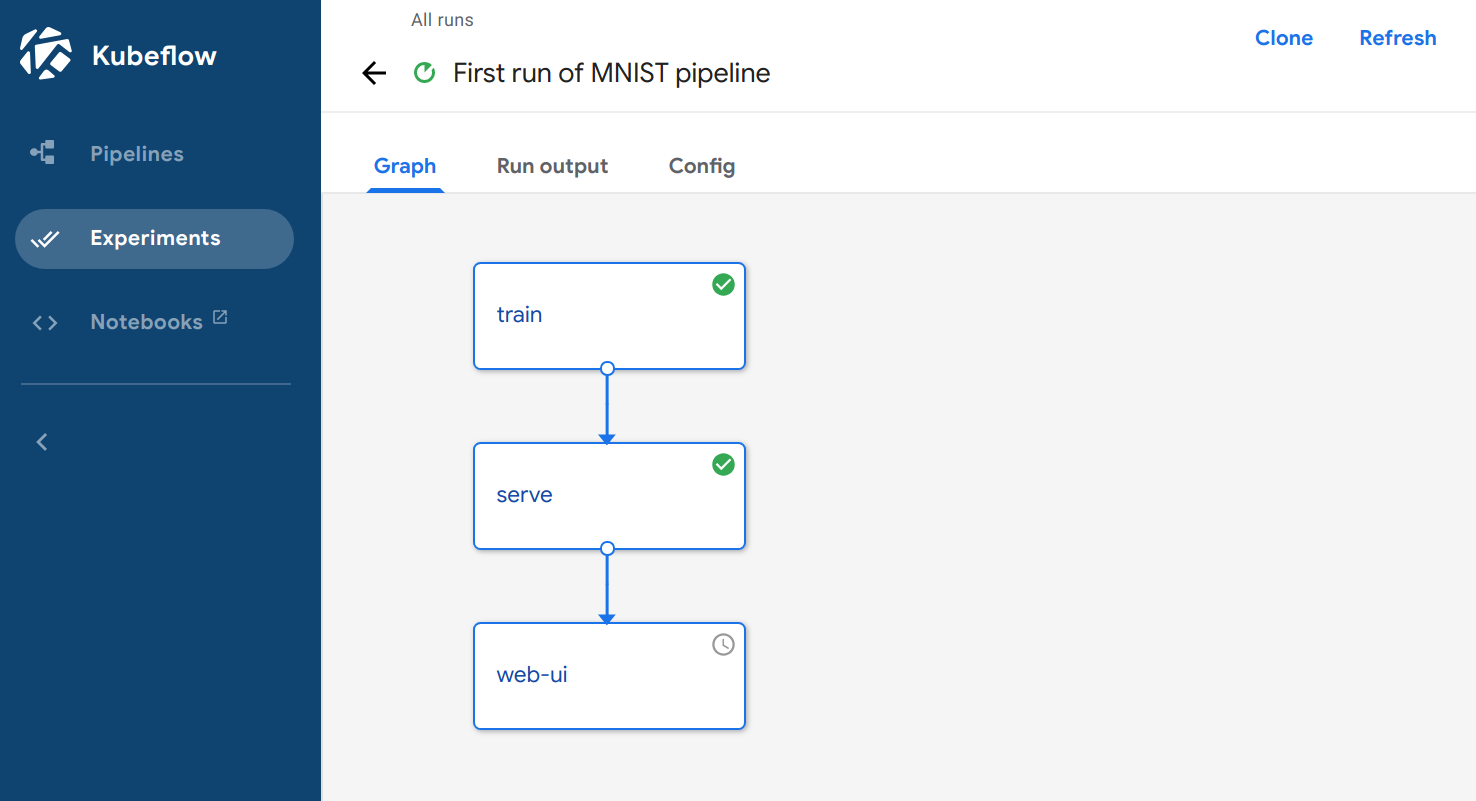 Kubeflow
Pipelines
Experiments
Notebooks
All runs
First run of MNIST pipeline
Clone
Refresh
Graph
Run output
Config
train
serve
web-ui